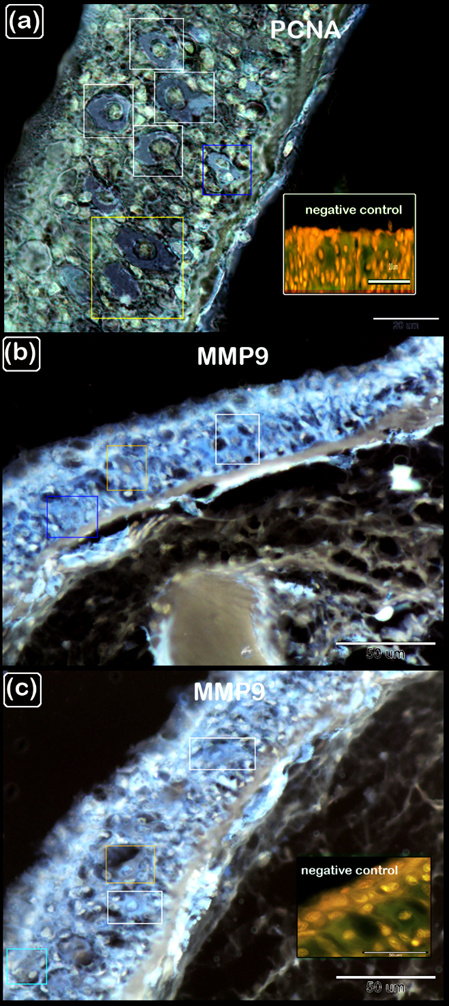 (a)
PCNA
negative control
20 um
(b)
MMP9
50 um
(c)
MMP9
negative control
50 um